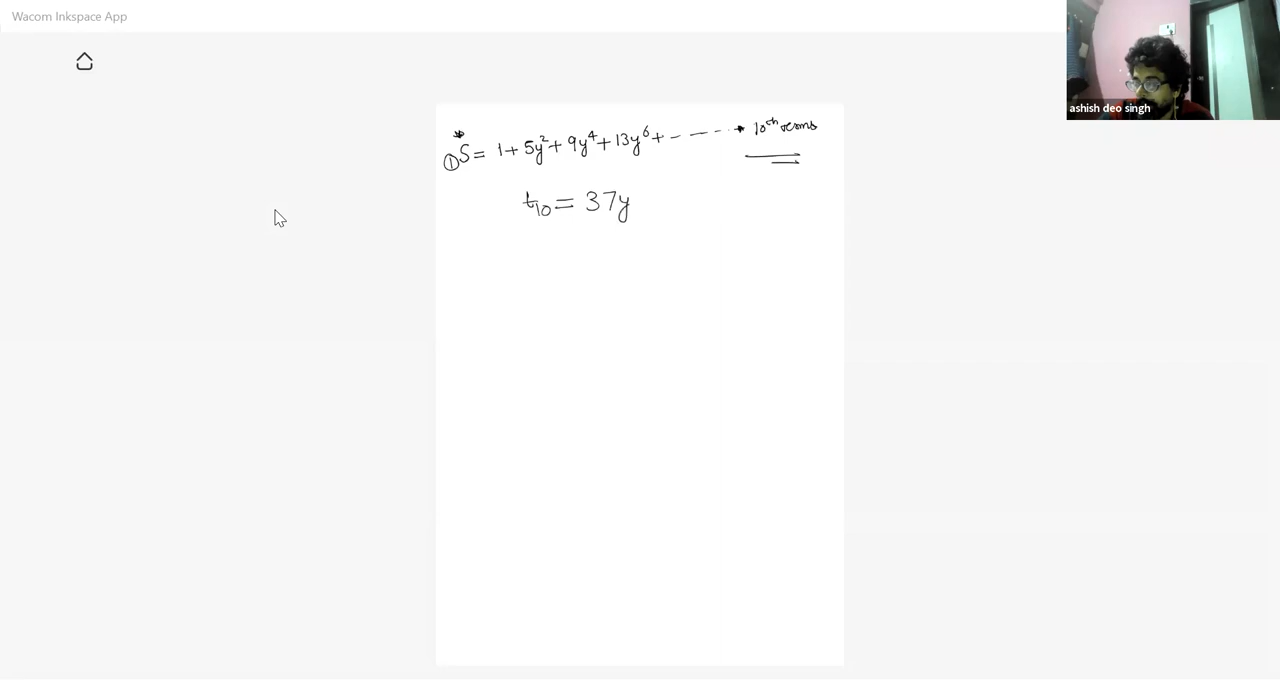 Wacom Inkspace App
ashish deo singh
① S = 1 + 5y² + 9y⁴ + 13y⁶ + - - - - 10th terms
t₁₀ = 37y